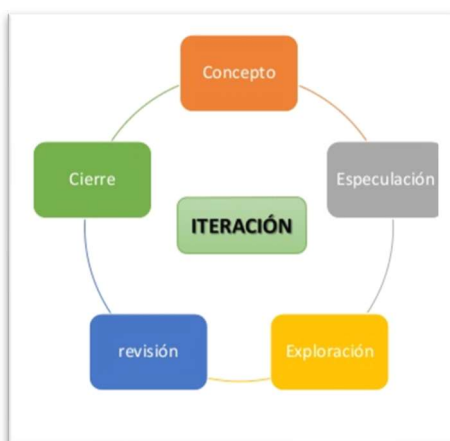 Concepto
Especulación
Exploración
revisión
Cierre
ITERACIÓN